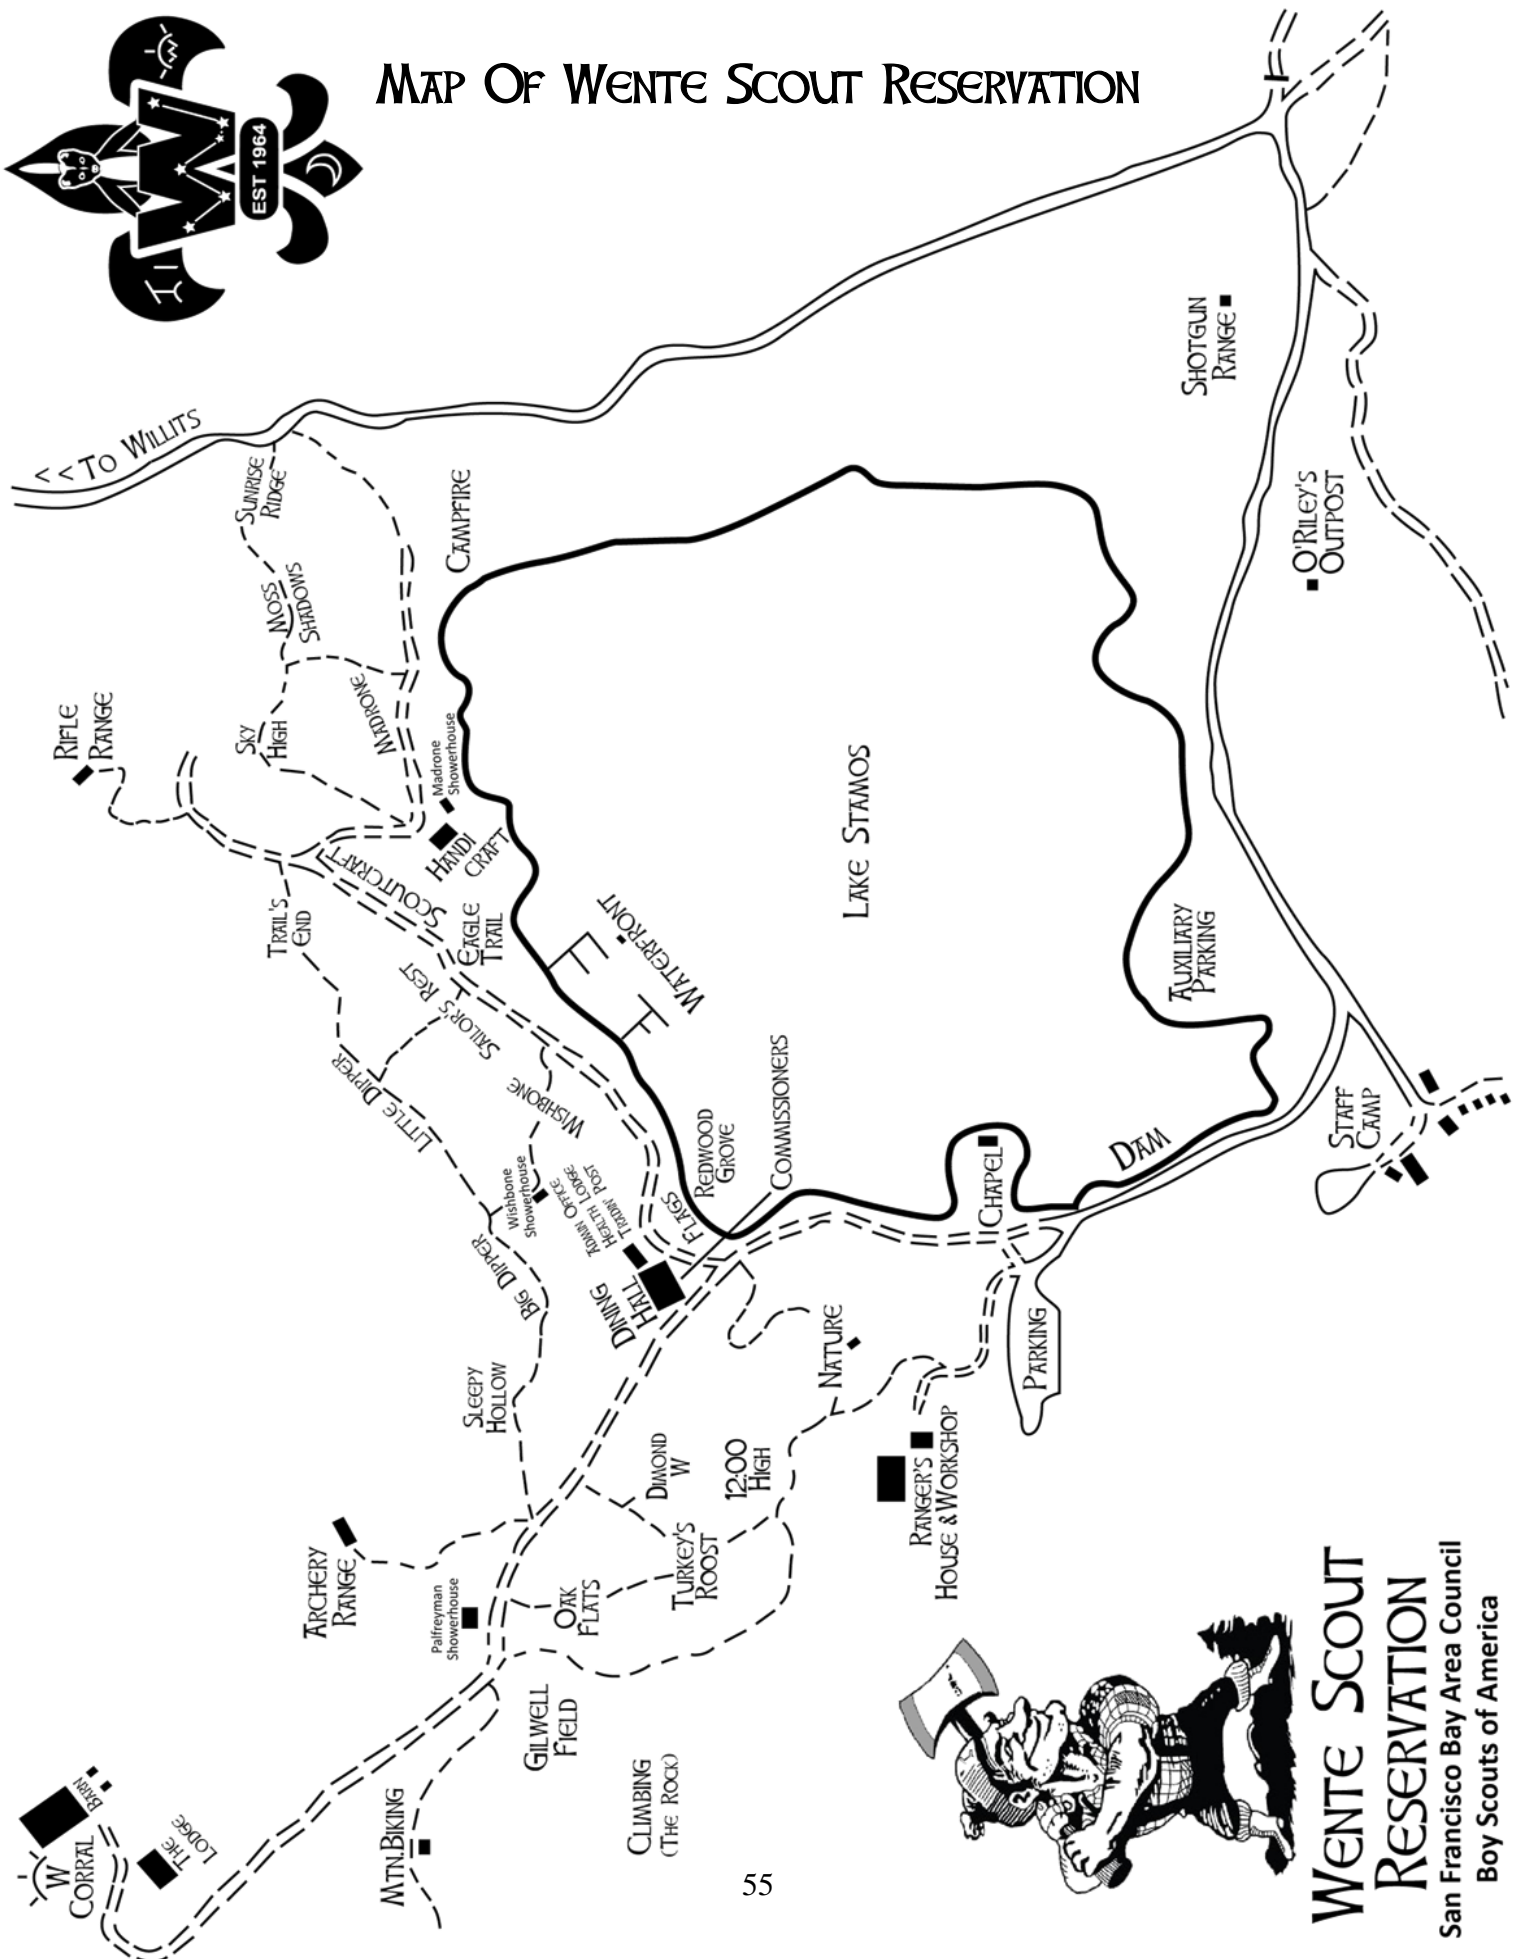 Map Of Wente Scout Reservation
EST 1964
W
<<To Willits
Sunrise
Ridge
Campfire
Moss
Shadows
Shotgun
Range
O'Riley's
Outpost
Rifle
Range
Sky
High
Madrone
Madrone
Showerhouse
Handi
craft
Scoutcraft
Trail's
End
Eagle
Trail
Sailor's Rest
Waterfront
Lake Stamos
Auxiliary
Parking
Little Dipper
Wishbone
Wishbone
Showerhouse
Admin Office
Health Lodge
Tradin' Post
Redwood
Grove
Commissioners
Flags
Chapel
Dam
Staff
Camp
Big Dipper
Dining
Hall
Sleepy
Hollow
Nature
Parking
Dimond
W
12:00
High
Ranger's
House & Workshop
Archery
Range
Palfreyman
Showerhouse
Oak
Flats
Turkey's
Roost
Gilwell
Field
Climbing
(The Rock)
Mtn.Biking
Barn
W
Corral
The
Lodge
55
Wente Scout
Reservation
San Francisco Bay Area Council
Boy Scouts of America